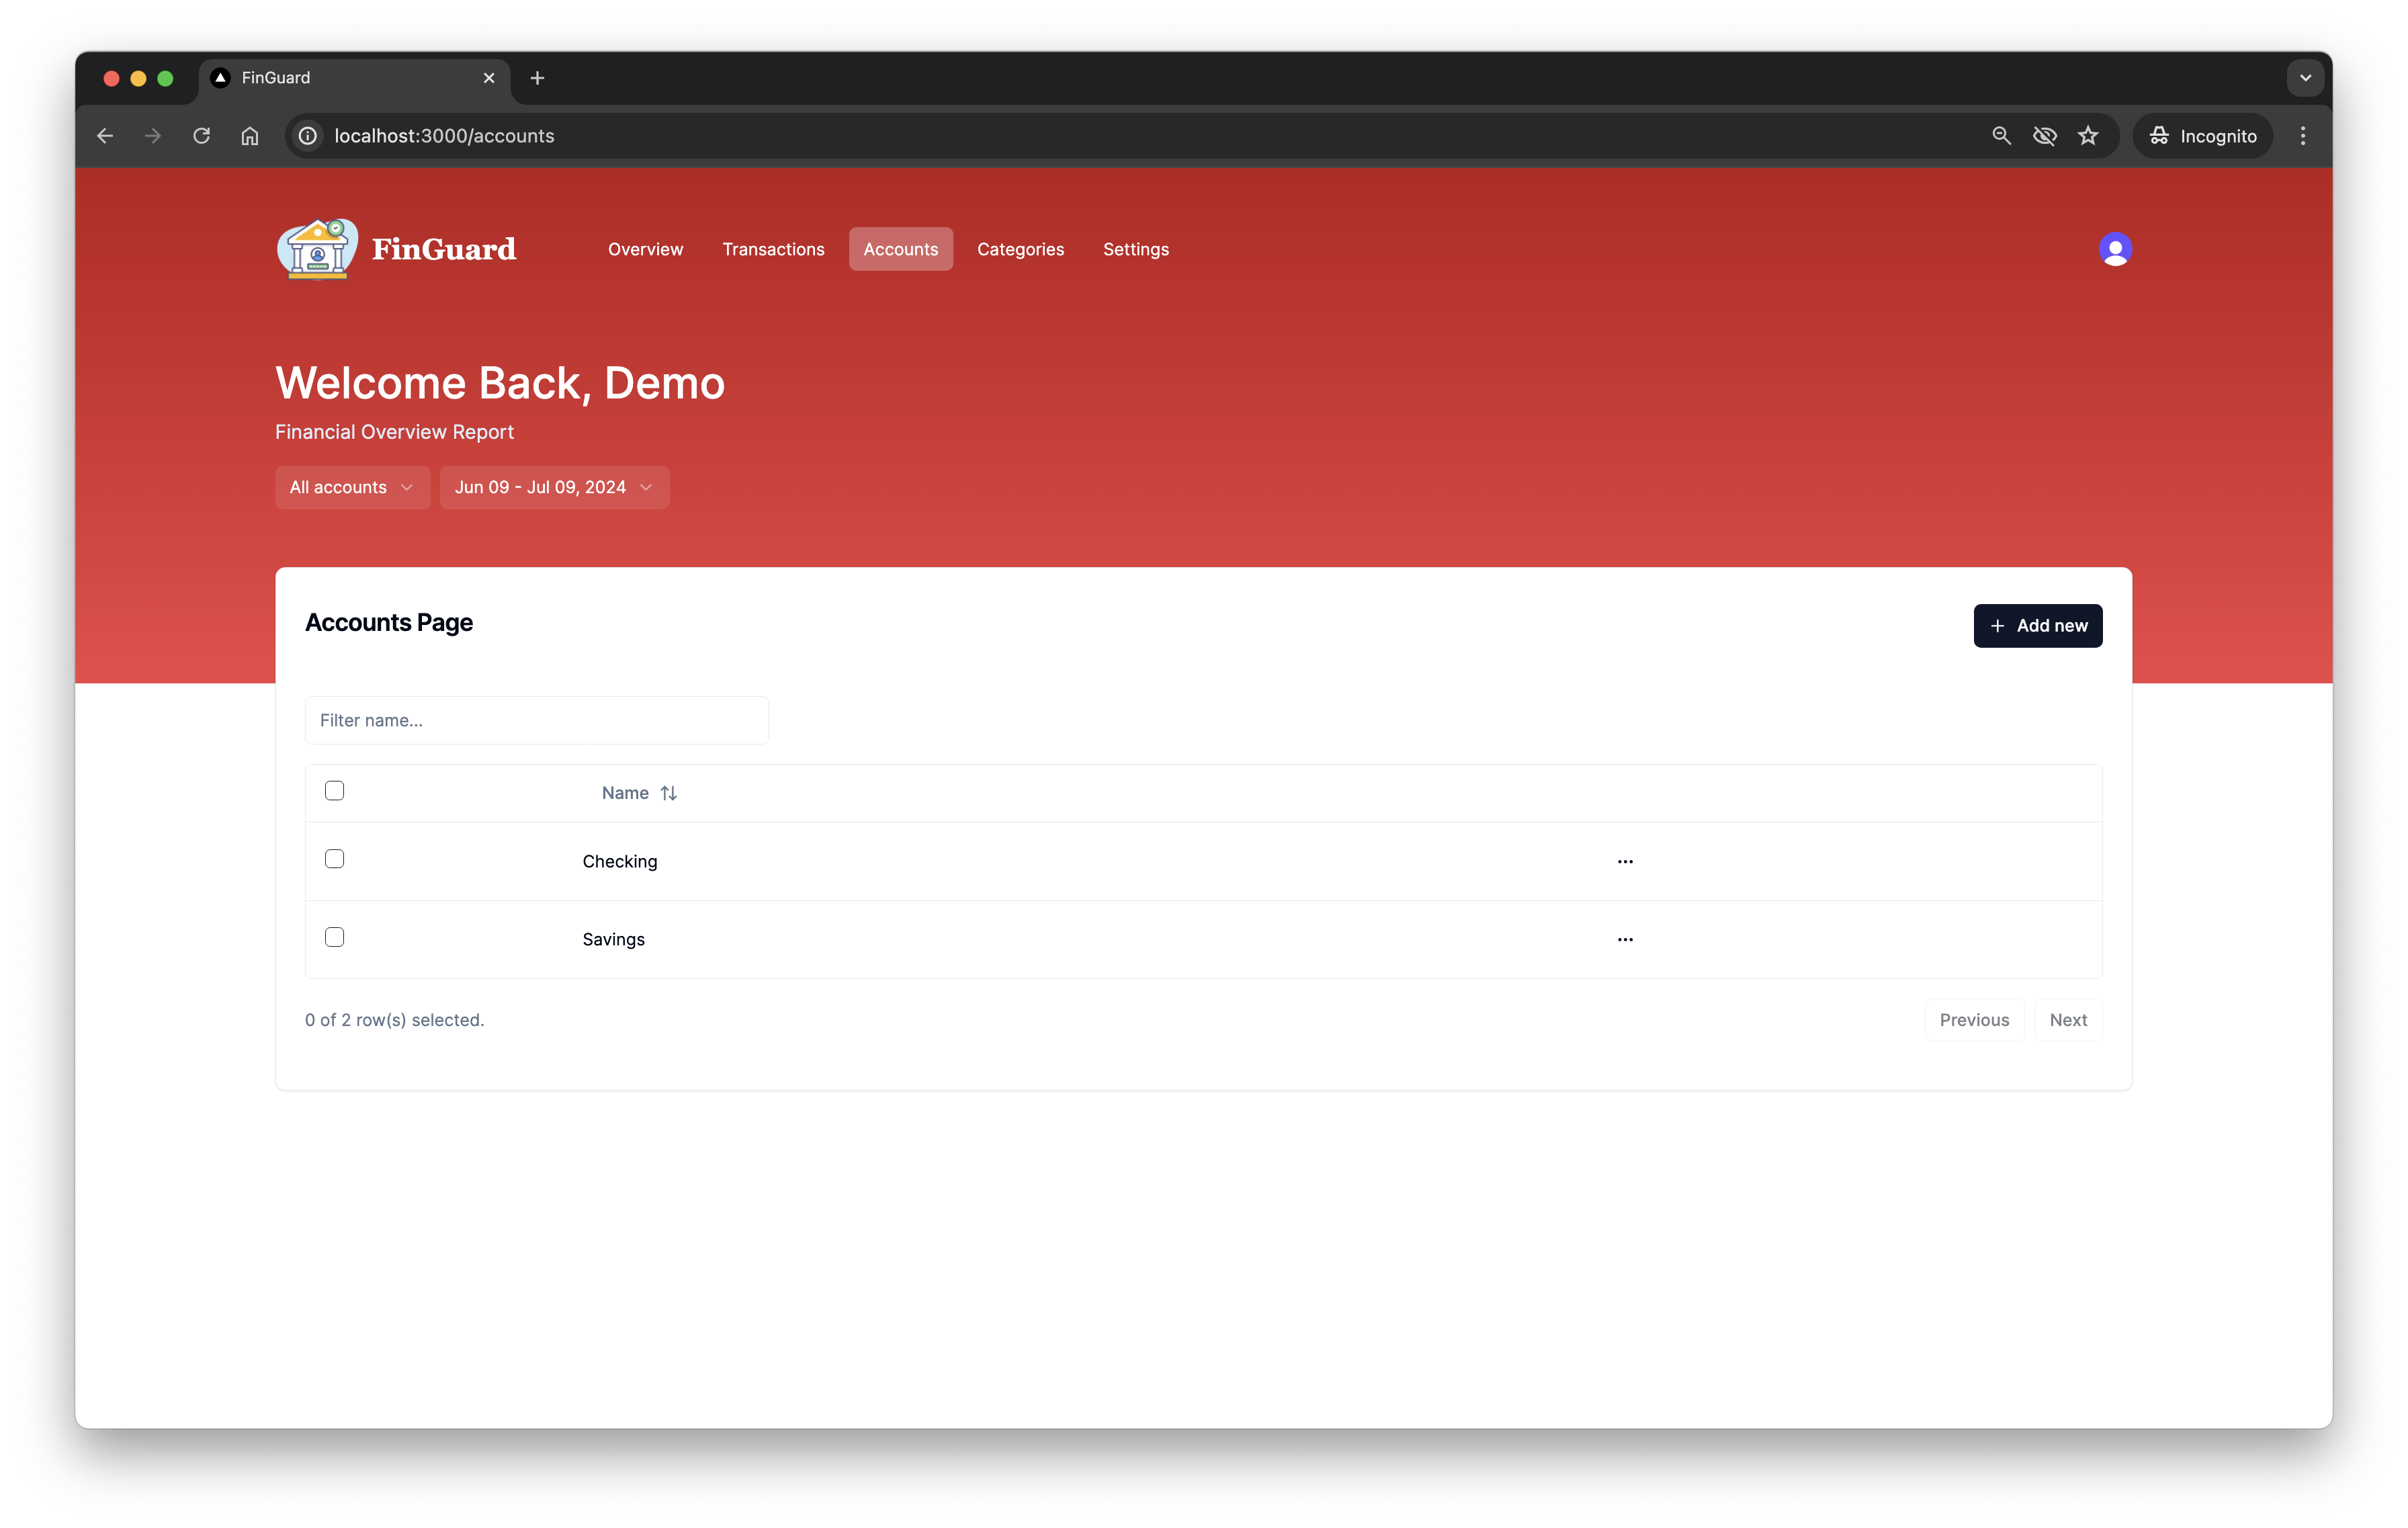 FinGuard
localhost:3000/accounts
Incognito
FinGuard
Overview Transactions Accounts Categories Settings
Welcome Back, Demo
Financial Overview Report
All accounts Jun 09 - Jul 09, 2024
Accounts Page
Add new
Filter name...
Name
Checking
Savings
0 of 2 row(s) selected.
Previous Next